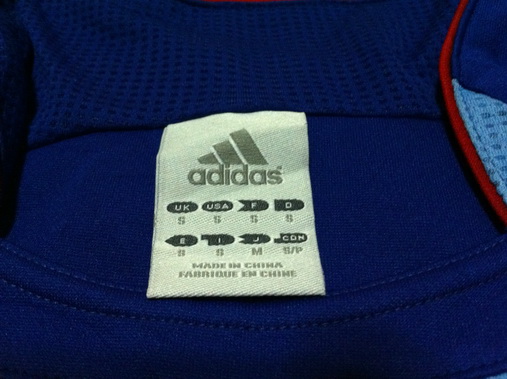 adidas
UK USA F D
S S S S
E I J CDN
S S M S/P
MADE IN CHINA
FABRIQUE EN CHINE